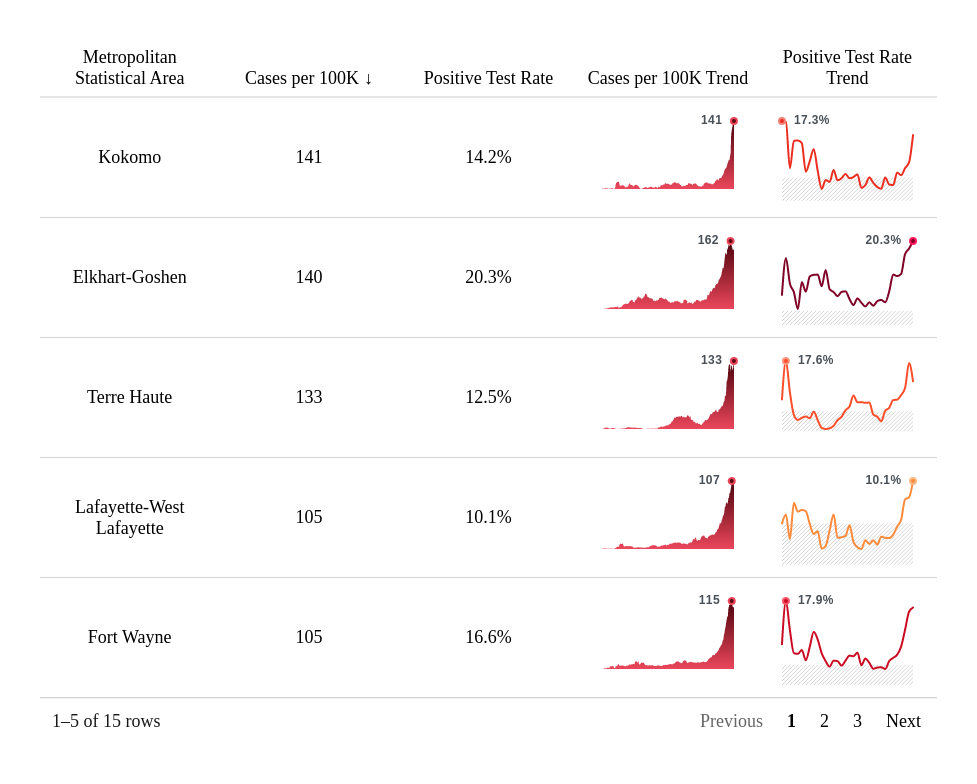 Metropolitan
Statistical Area
Cases per 100K ↓
Positive Test Rate
Cases per 100K Trend
Positive Test Rate
Trend
Kokomo
141
14.2%
141
17.3%
Elkhart-Goshen
140
20.3%
162
20.3%
Terre Haute
133
12.5%
133
17.6%
Lafayette-West
Lafayette
105
10.1%
107
10.1%
Fort Wayne
105
16.6%
115
17.9%
1–5 of 15 rows
Previous 1 2 3 Next